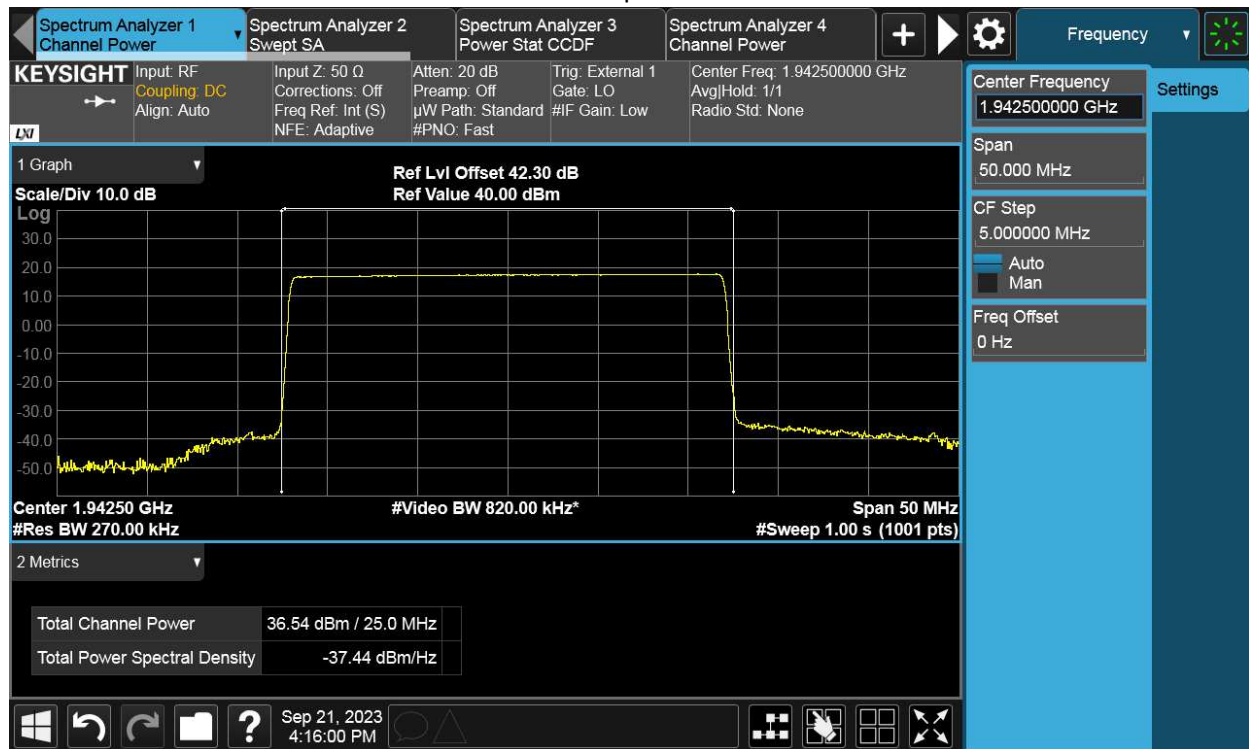 Spectrum Analyzer 1
Channel Power
Spectrum Analyzer 2
Swept SA
Spectrum Analyzer 3
Power Stat CCDF
Spectrum Analyzer 4
Channel Power
Frequency
KEYSIGHT
LXI
Input: RF
Coupling: DC
Align: Auto
Input Z: 50 Ω
Corrections: Off
Freq Ref: Int (S)
NFE: Adaptive
Atten: 20 dB
Preamp: Off
µW Path: Standard
#PNO: Fast
Trig: External 1
Gate: LO
#IF Gain: Low
Center Freq: 1.942500000 GHz
Avg|Hold: 1/1
Radio Std: None
Center Frequency
1.942500000 GHz
Settings
Span
50.000 MHz
CF Step
5.000000 MHz
Auto
Man
Freq Offset
0 Hz
1 Graph
Scale/Div 10.0 dB
Ref Lvl Offset 42.30 dB
Ref Value 40.00 dBm
Log
30.0
20.0
10.0
0.00
-10.0
-20.0
-30.0
-40.0
-50.0
Center 1.94250 GHz
#Video BW 820.00 kHz*
Span 50 MHz
#Res BW 270.00 kHz
#Sweep 1.00 s (1001 pts)
2 Metrics
Total Channel Power 36.54 dBm / 25.0 MHz
Total Power Spectral Density -37.44 dBm/Hz
?
Sep 21, 2023
4:16:00 PM